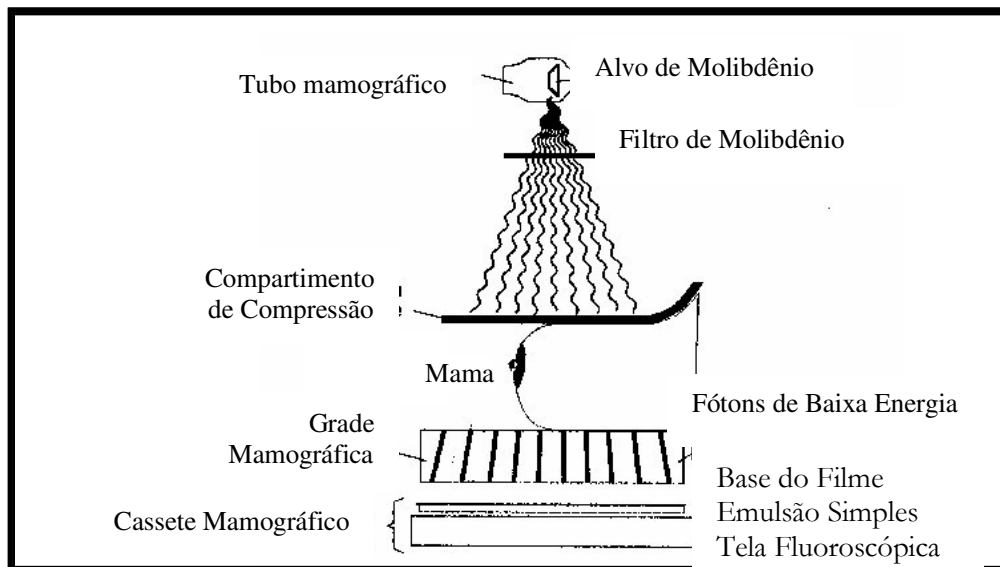 Tubo mamográfico
Alvo de Molibdênio
Filtro de Molibdênio
Compartimento
de Compressão
Mama
Fótons de Baixa Energia
Grade
Mamográfica
Base do Filme
Cassete Mamográfico
Emulsão Simples
Tela Fluoroscópica